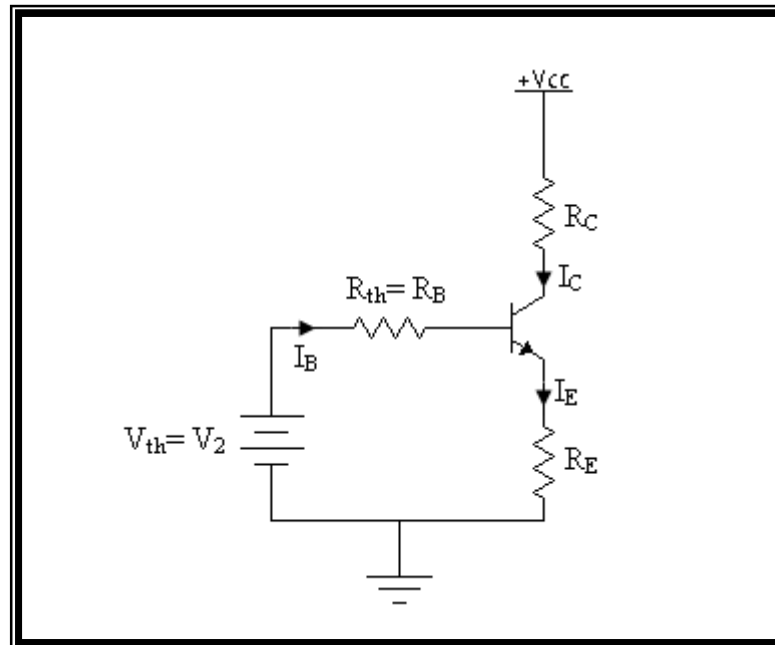 +Vcc
R_C
I_C
R_th= R_B
I_B
I_E
V_th= V_2
R_E